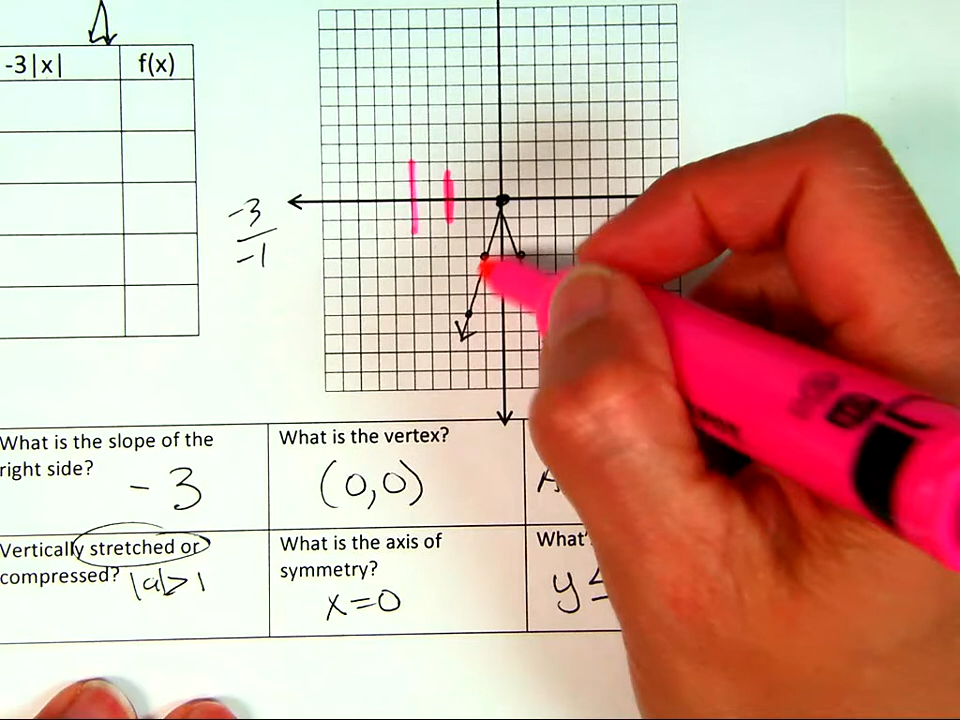 -3|x|
f(x)
-3
-1
What is the slope of the
right side?
-3
What is the vertex?
(0,0)
Vertically stretched or
compressed?
|a|>1
What is the axis of
symmetry?
x=0
What'
y≤